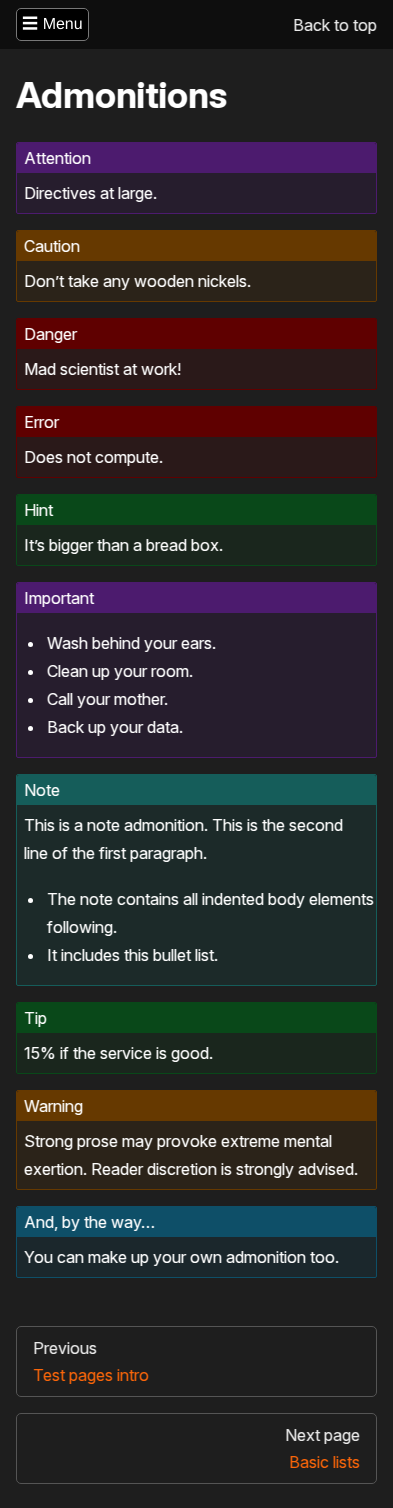 ☰ Menu
Back to top
Admonitions
Attention
Directives at large.
Caution
Don’t take any wooden nickels.
Danger
Mad scientist at work!
Error
Does not compute.
Hint
It’s bigger than a bread box.
Important
• Wash behind your ears.
• Clean up your room.
• Call your mother.
• Back up your data.
Note
This is a note admonition. This is the second
line of the first paragraph.
• The note contains all indented body elements
following.
• It includes this bullet list.
Tip
15% if the service is good.
Warning
Strong prose may provoke extreme mental
exertion. Reader discretion is strongly advised.
And, by the way…
You can make up your own admonition too.
Previous
Test pages intro
Next page
Basic lists